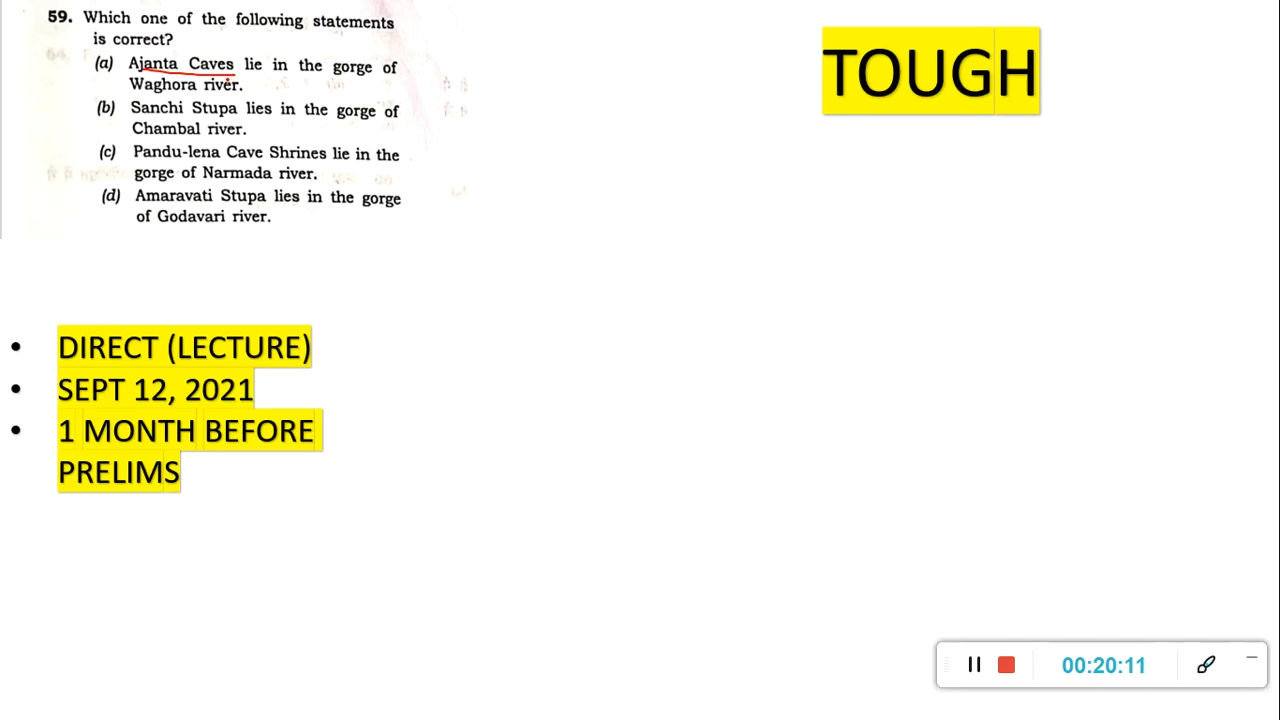 59. Which one of the following statements
is correct?
(a) Ajanta Caves lie in the gorge of
Waghora river.
(b) Sanchi Stupa lies in the gorge of
Chambal river.
(c) Pandu-lena Cave Shrines lie in the
gorge of Narmada river.
(d) Amaravati Stupa lies in the gorge
of Godavari river.
TOUGH
• DIRECT (LECTURE)
• SEPT 12, 2021
• 1 MONTH BEFORE
PRELIMS
00:20:11